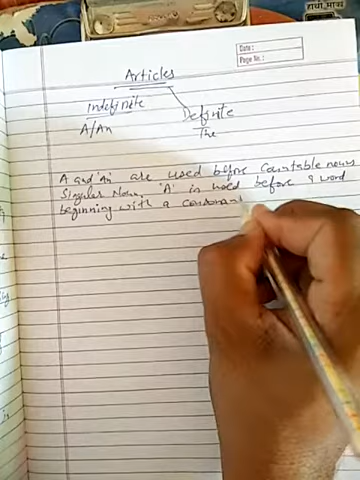 Date :
Page No. :
Articles
Indefinite Definite
A/An The
A and 'An' are used before Countable nouns
Singular Noun, 'A' is used before a word
beginning with a consonant